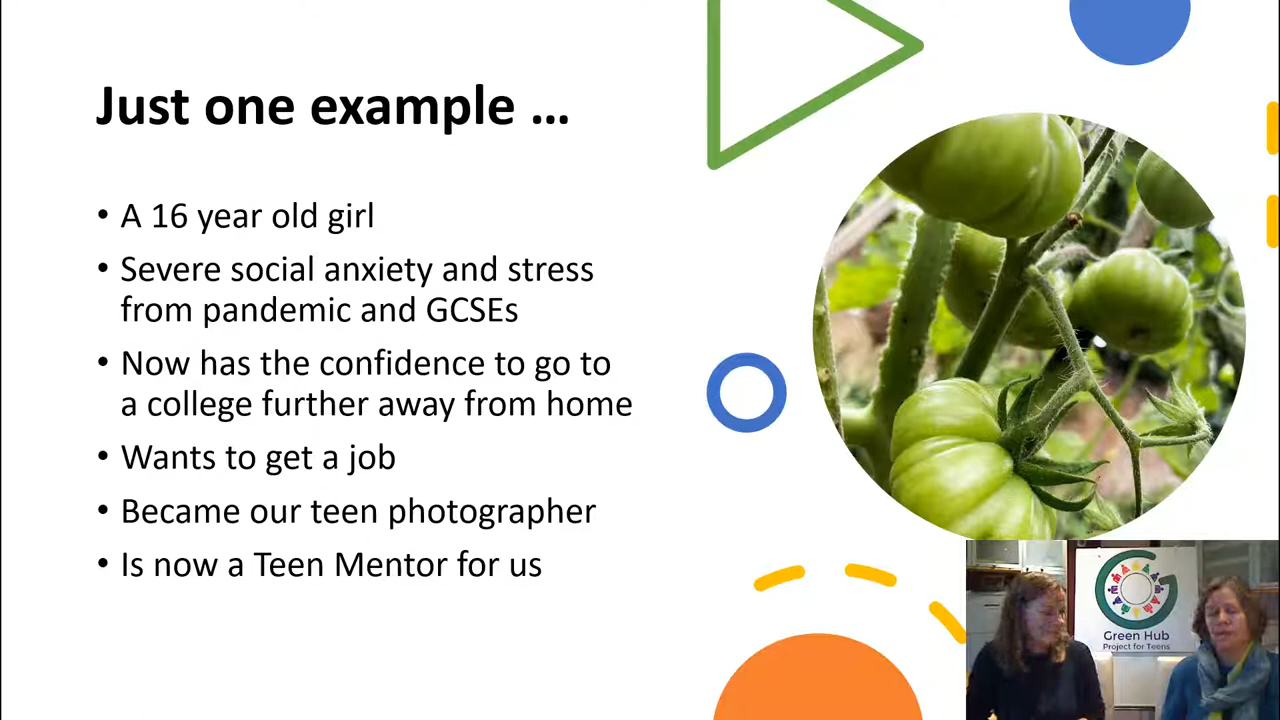 Just one example …
• A 16 year old girl
• Severe social anxiety and stress
from pandemic and GCSEs
• Now has the confidence to go to
a college further away from home
• Wants to get a job
• Became our teen photographer
• Is now a Teen Mentor for us
Green Hub
Project for Teens